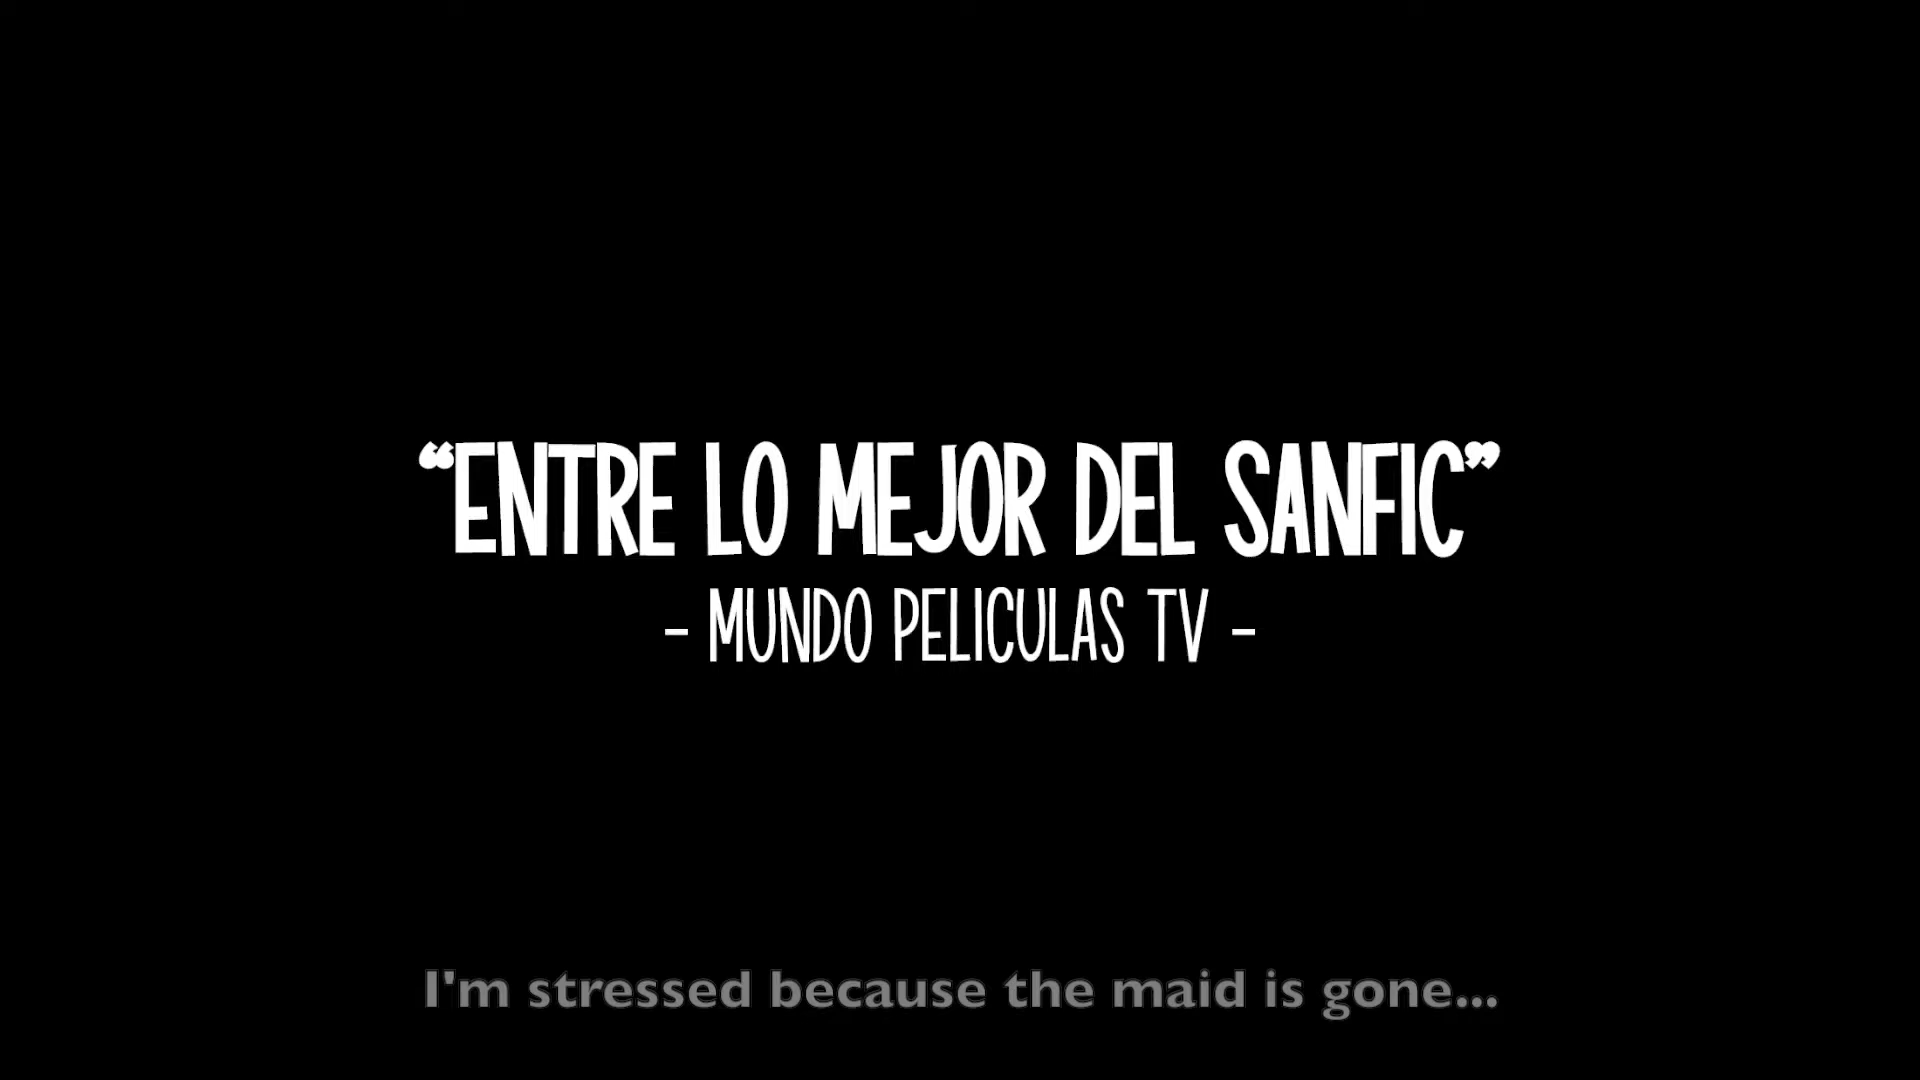 “ENTRE LO MEJOR DEL SANFIC”
- MUNDO PELICULAS TV -
I'm stressed because the maid is gone...